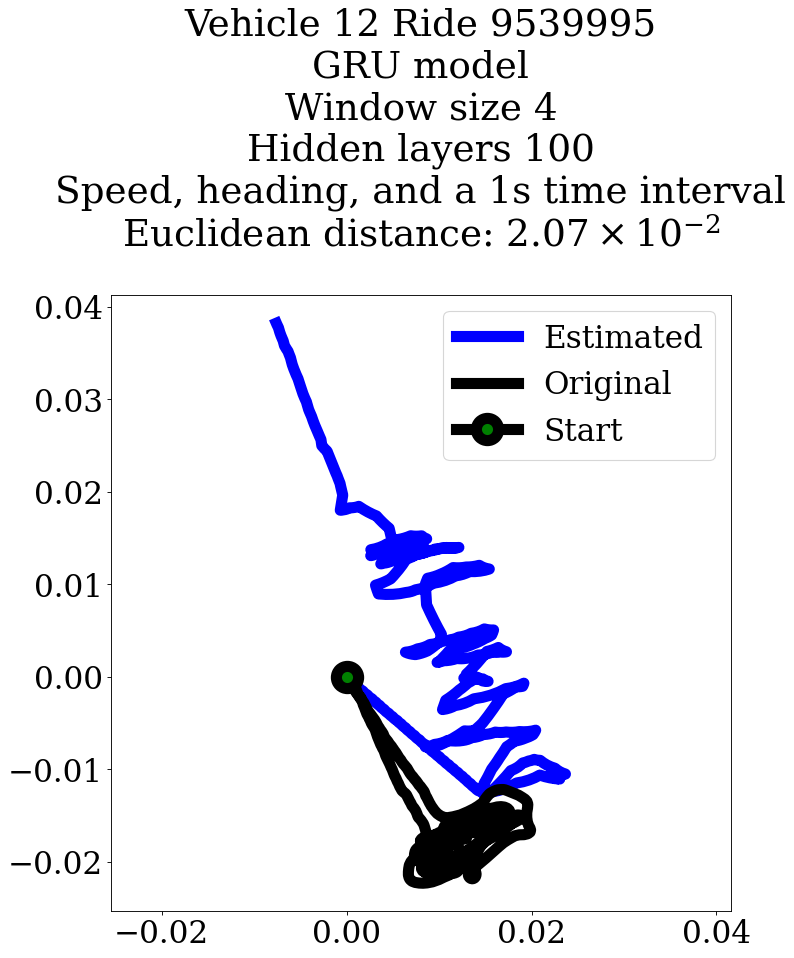 Vehicle 12 Ride 9539995
GRU model
Window size 4
Hidden layers 100
Speed, heading, and a 1s time interval
Euclidean distance: 2.07 × 10⁻²
Estimated
Original
Start
0.04
0.03
0.02
0.01
0.00
−0.01
−0.02
−0.02 0.00 0.02 0.04